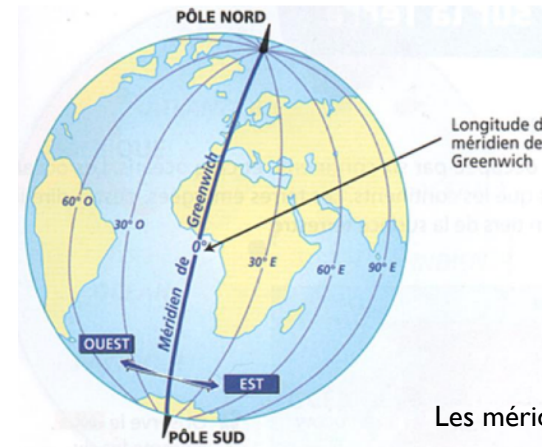 PÔLE NORD
Longitude d
méridien de
Greenwich
Méridien de Greenwich
60° O
30° O
0°
30° E
60° E
90° E
OUEST
EST
PÔLE SUD
Les méric